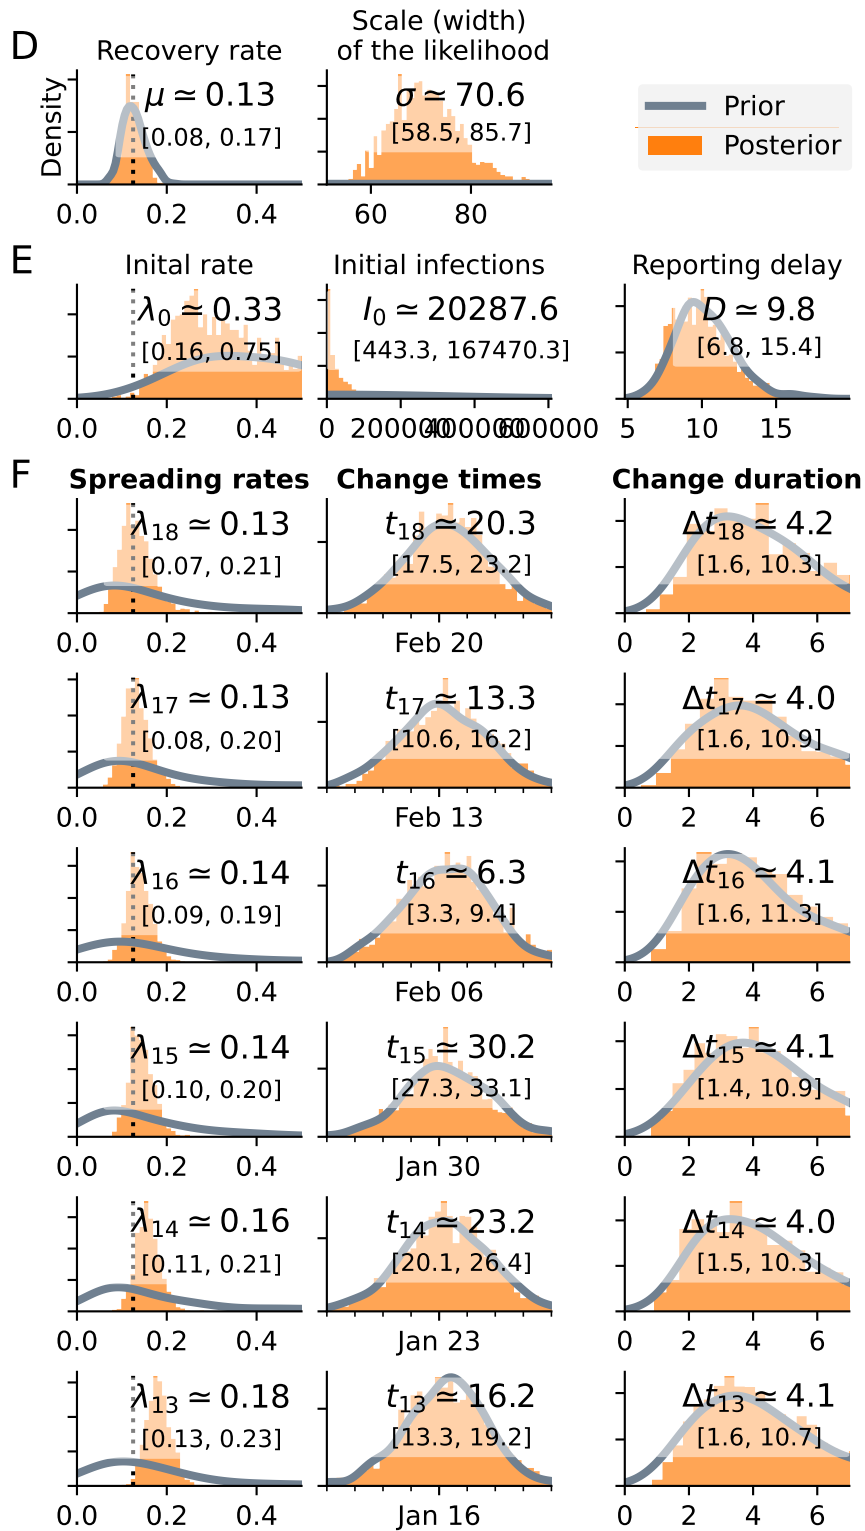 D
Recovery rate
Scale (width)
of the likelihood
Density
μ ≃ 0.13
[0.08, 0.17]
0.0 0.2 0.4
σ ≃ 70.6
[58.5, 85.7]
60 80
Prior
Posterior
E
Inital rate
λ0 ≃ 0.33
[0.16, 0.75]
0.0 0.2 0.4
Initial infections
I0 ≃ 20287.6
[443.3, 167470.3]
0 200000 400000 600000
Reporting delay
D ≃ 9.8
[6.8, 15.4]
5 10 15
F
Spreading rates
Change times
Change duration
λ18 ≃ 0.13
[0.07, 0.21]
0.0 0.2 0.4
t18 ≃ 20.3
[17.5, 23.2]
Feb 20
Δt18 ≃ 4.2
[1.6, 10.3]
0 2 4 6
λ17 ≃ 0.13
[0.08, 0.20]
0.0 0.2 0.4
t17 ≃ 13.3
[10.6, 16.2]
Feb 13
Δt17 ≃ 4.0
[1.6, 10.9]
0 2 4 6
λ16 ≃ 0.14
[0.09, 0.19]
0.0 0.2 0.4
t16 ≃ 6.3
[3.3, 9.4]
Feb 06
Δt16 ≃ 4.1
[1.6, 11.3]
0 2 4 6
λ15 ≃ 0.14
[0.10, 0.20]
0.0 0.2 0.4
t15 ≃ 30.2
[27.3, 33.1]
Jan 30
Δt15 ≃ 4.1
[1.4, 10.9]
0 2 4 6
λ14 ≃ 0.16
[0.11, 0.21]
0.0 0.2 0.4
t14 ≃ 23.2
[20.1, 26.4]
Jan 23
Δt14 ≃ 4.0
[1.5, 10.3]
0 2 4 6
λ13 ≃ 0.18
[0.13, 0.23]
0.0 0.2 0.4
t13 ≃ 16.2
[13.3, 19.2]
Jan 16
Δt13 ≃ 4.1
[1.6, 10.7]
0 2 4 6